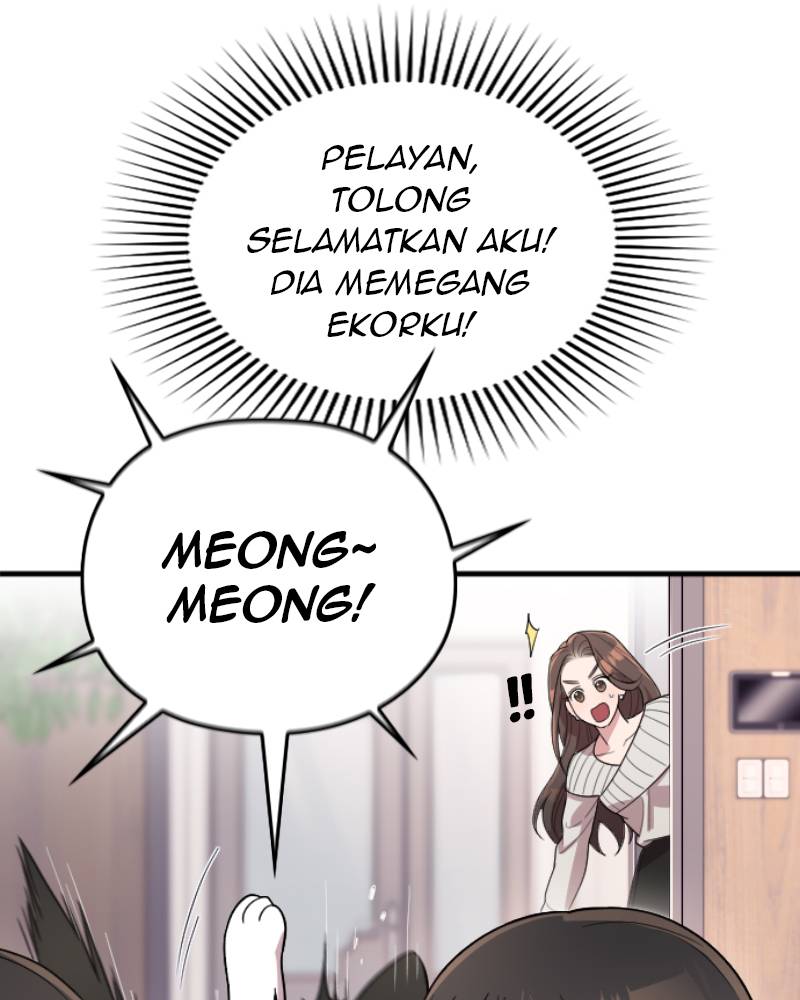 PELAYAN,
TOLONG
SELAMATKAN AKU!
DIA MEMEGANG
EKORKU!
MEONG~
MEONG!
!!